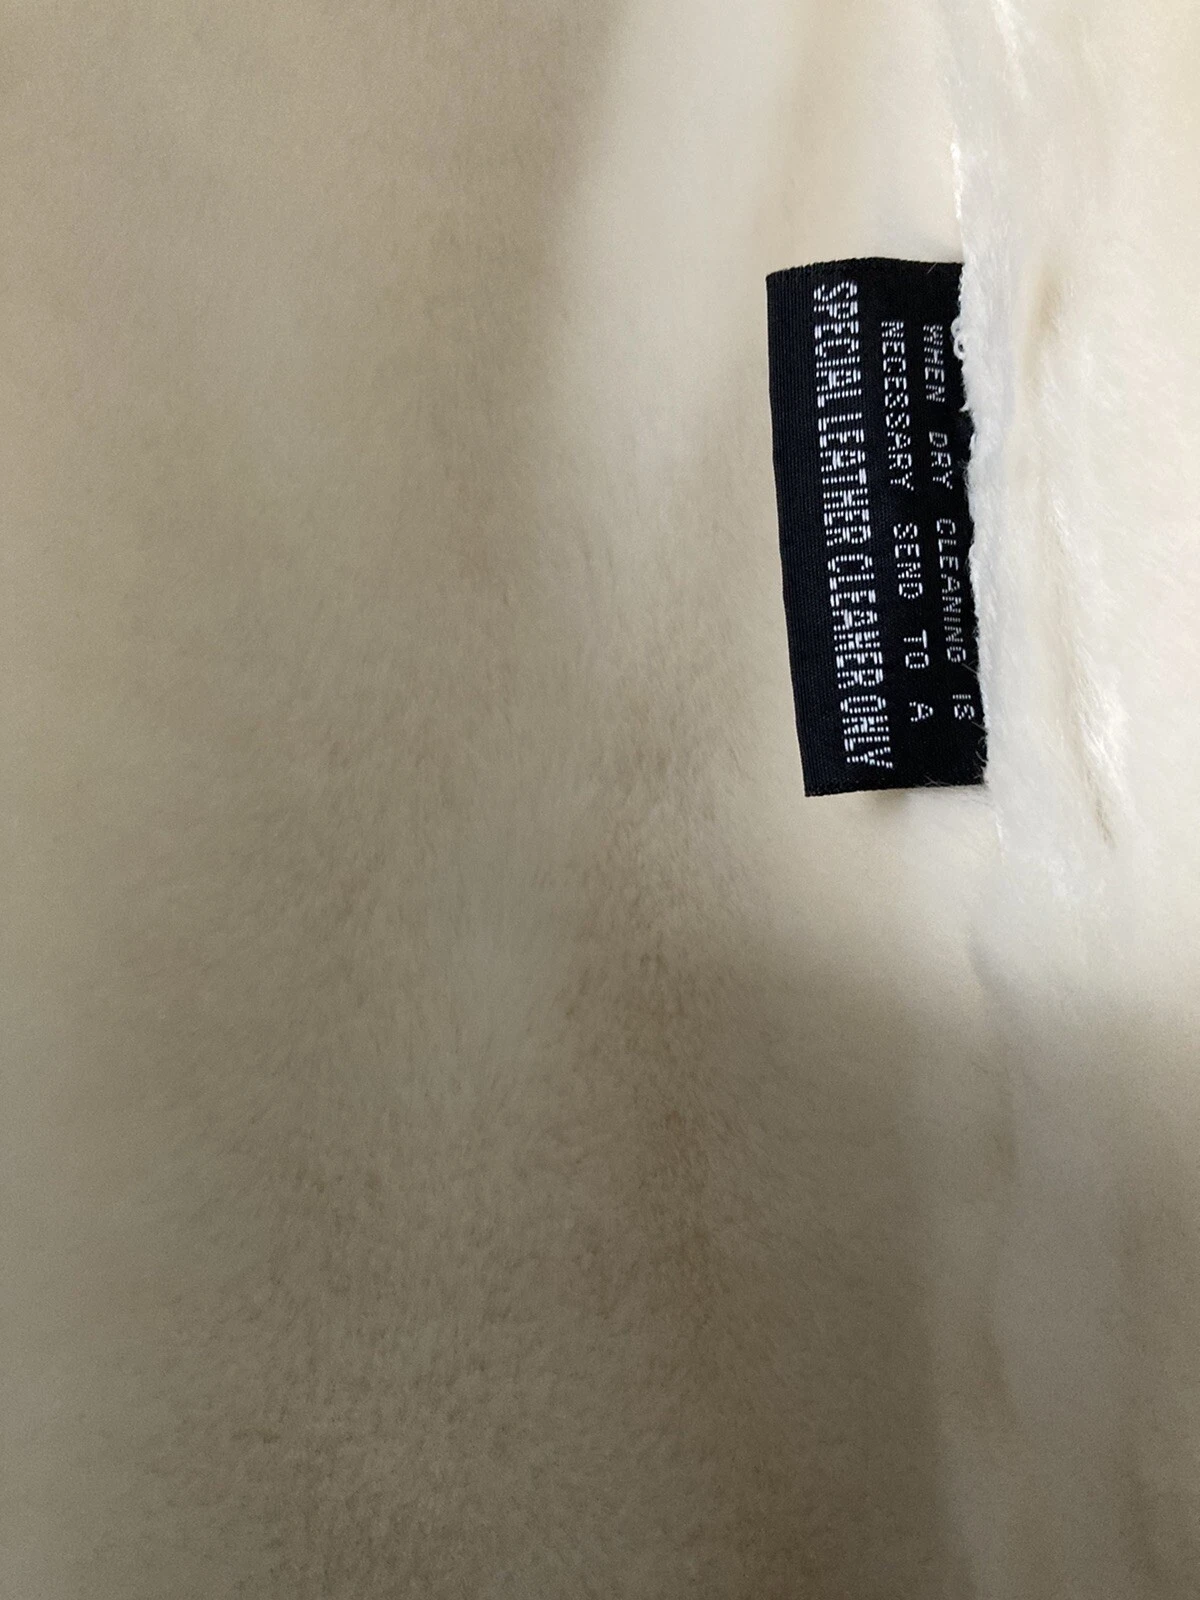 WHEN DRY CLEANING IS
NECESSARY SEND TO A
SPECIAL LEATHER CLEANER ONLY